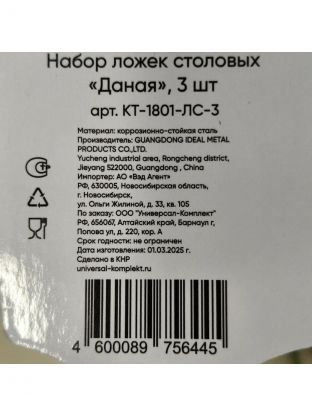 Набор ложек столовых
«Даная», 3 шт
арт. КТ-1801-ЛС-3
Материал: коррозионно-стойкая сталь
Производитель: GUANGDONG IDEAL METAL
PRODUCTS CO.,LTD.
Yucheng industrial area, Rongcheng district,
Jieyang 522000, Guangdong , China
Импортер: АО «Вэд Агент»
РФ, 630005, Новосибирская область,
г. Новосибирск,
ул. Ольги Жилиной, д. 33, кв. 105
По заказу: ООО "Универсал-Комплект"
РФ, 656067, Алтайский край, Барнаул г,
Попова ул, д. 220, кор. А
Срок годности: не ограничен
Дата изготовления: 01.03.2025 г.
Сделано в КНР
universal-komplekt.ru
4 600089 756445